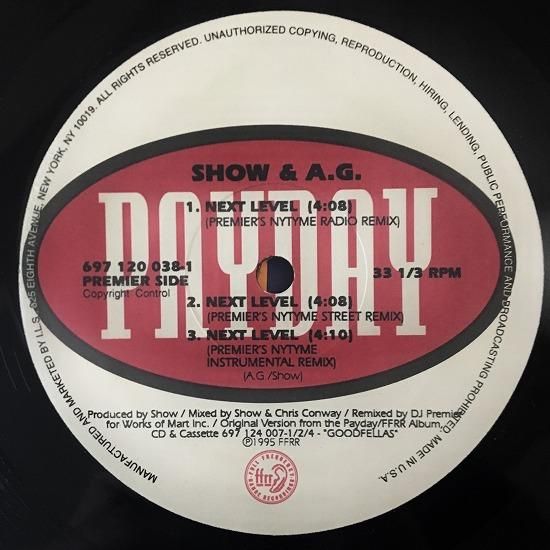 MANUFACTURED AND MARKETED BY I.L.S. 825 EIGHTH AVENUE, NEW YORK, NY 10019. ALL RIGHTS RESERVED. UNAUTHORIZED COPYING, REPRODUCTION, HIRING, LENDING, PUBLIC PERFORMANCE AND BROADCASTING PROHIBITED. MADE IN U.S.A.
SHOW & A.G.
PAYDAY
1. NEXT LEVEL (4:08)
(PREMIER'S NYTYME RADIO REMIX)
697 120 038-1
PREMIER SIDE
Copyright Control
33 1/3 RPM
2. NEXT LEVEL (4:08)
(PREMIER'S NYTYME STREET REMIX)
3. NEXT LEVEL (4:10)
(PREMIER'S NYTYME
INSTRUMENTAL REMIX)
(A.G./Show)
Produced by Show / Mixed by Show & Chris Conway / Remixed by DJ Premier
for Works of Mart Inc. / Original Version from the Payday/FFRR Album,
CD & Cassette 697 124 007-1/2/4 - "GOODFELLAS"
Ⓟ1995 FFRR
FULL FREQUENCY
ffrr
RANGE RECORDINGS